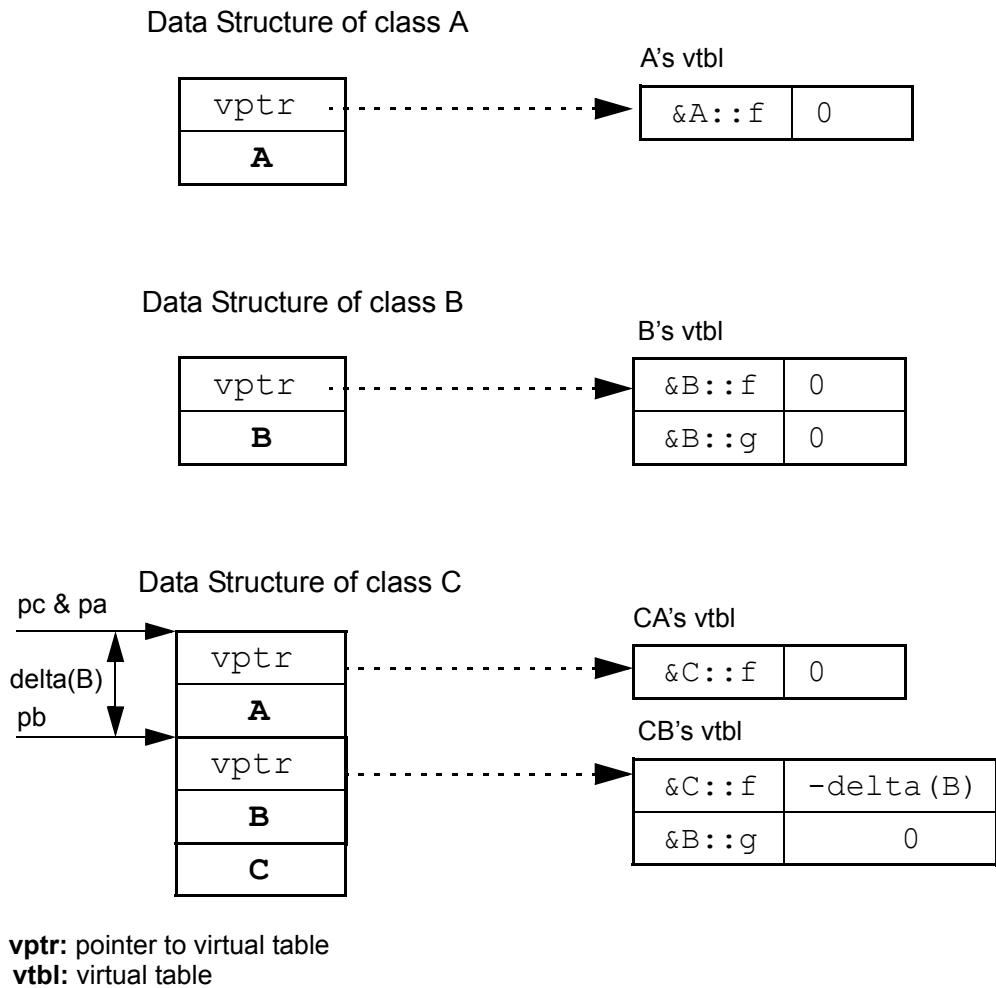 Data Structure of class A
A's vtbl
vptr
&A::f 0
A
Data Structure of class B
B's vtbl
vptr
&B::f 0
B
&B::g 0
Data Structure of class C
pc & pa
CA's vtbl
vptr
&C::f 0
delta(B)
A
pb
CB's vtbl
vptr
&C::f -delta(B)
B
&B::g 0
C
vptr: pointer to virtual table
vtbl: virtual table